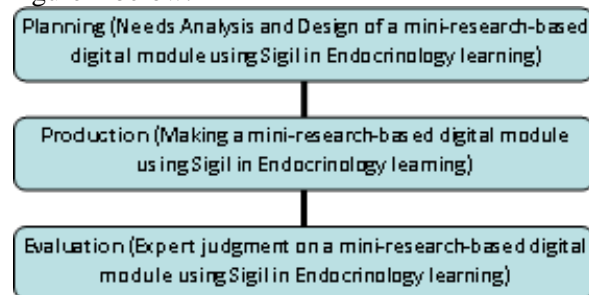 Planning (Needs Analysis and Design of a mini-research-based
digital module using Sigil in Endocrinology learning)
Production (Making a mini-research-based digital module
using Sigil in Endocrinology learning)
Evaluation (Expert judgment on a mini-research-based digital
module using Sigil in Endocrinology learning)